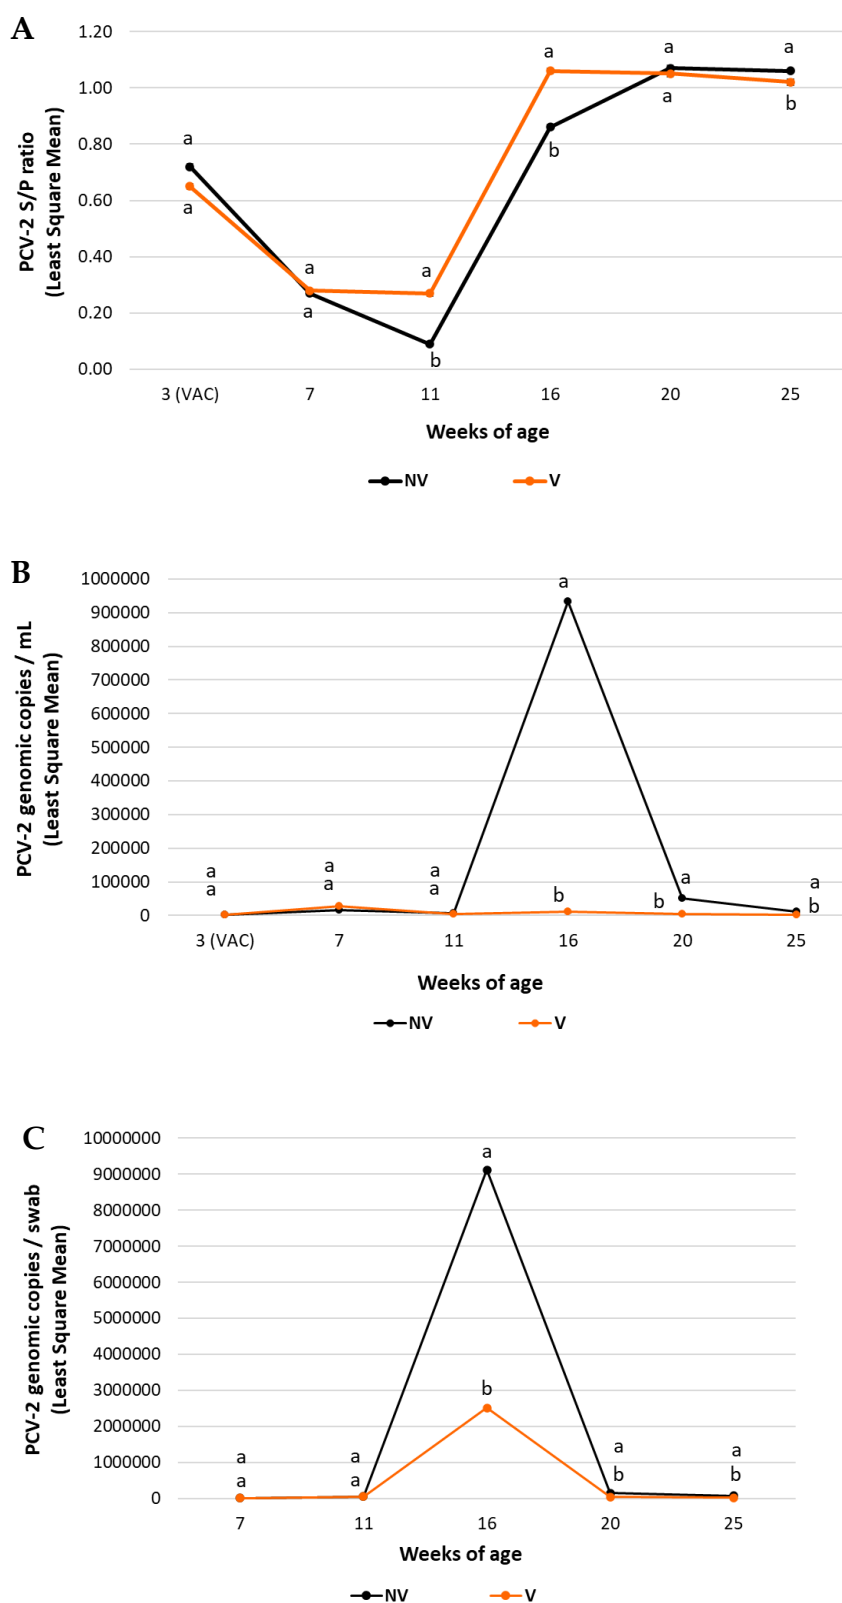 A
PCV-2 S/P ratio
(Least Square Mean)
1.20
1.00
0.80
0.60
0.40
0.20
0.00
a
a
a
a
a
b
a
b
a
a
a
b
3 (VAC) 7 11 16 20 25
Weeks of age
NV V
B
PCV-2 genomic copies / mL
(Least Square Mean)
1000000
900000
800000
700000
600000
500000
400000
300000
200000
100000
0
a
a
a
a
a
a
a
b
a
b
a
b
3 (VAC) 7 11 16 20 25
Weeks of age
NV V
C
PCV-2 genomic copies / swab
(Least Square Mean)
10000000
9000000
8000000
7000000
6000000
5000000
4000000
3000000
2000000
1000000
0
a
a
a
a
a
b
a
b
a
b
7 11 16 20 25
Weeks of age
NV V